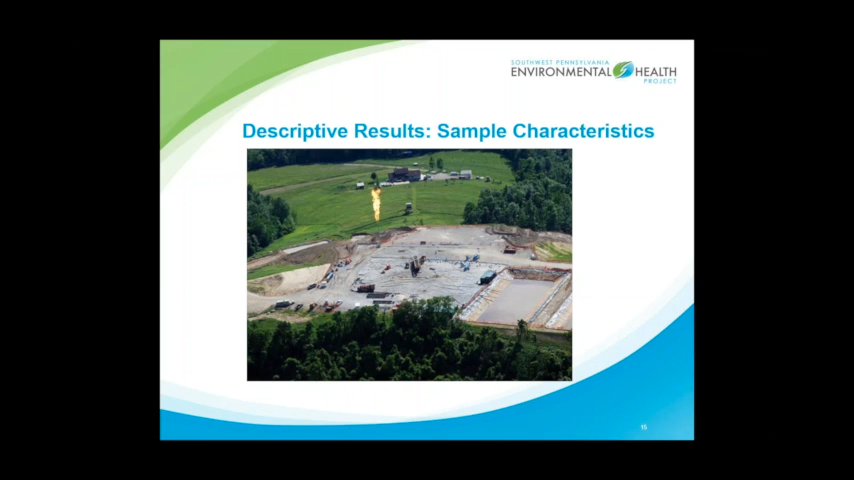 SOUTHWEST PENNSYLVANIA
ENVIRONMENTAL HEALTH
PROJECT
Descriptive Results: Sample Characteristics
15